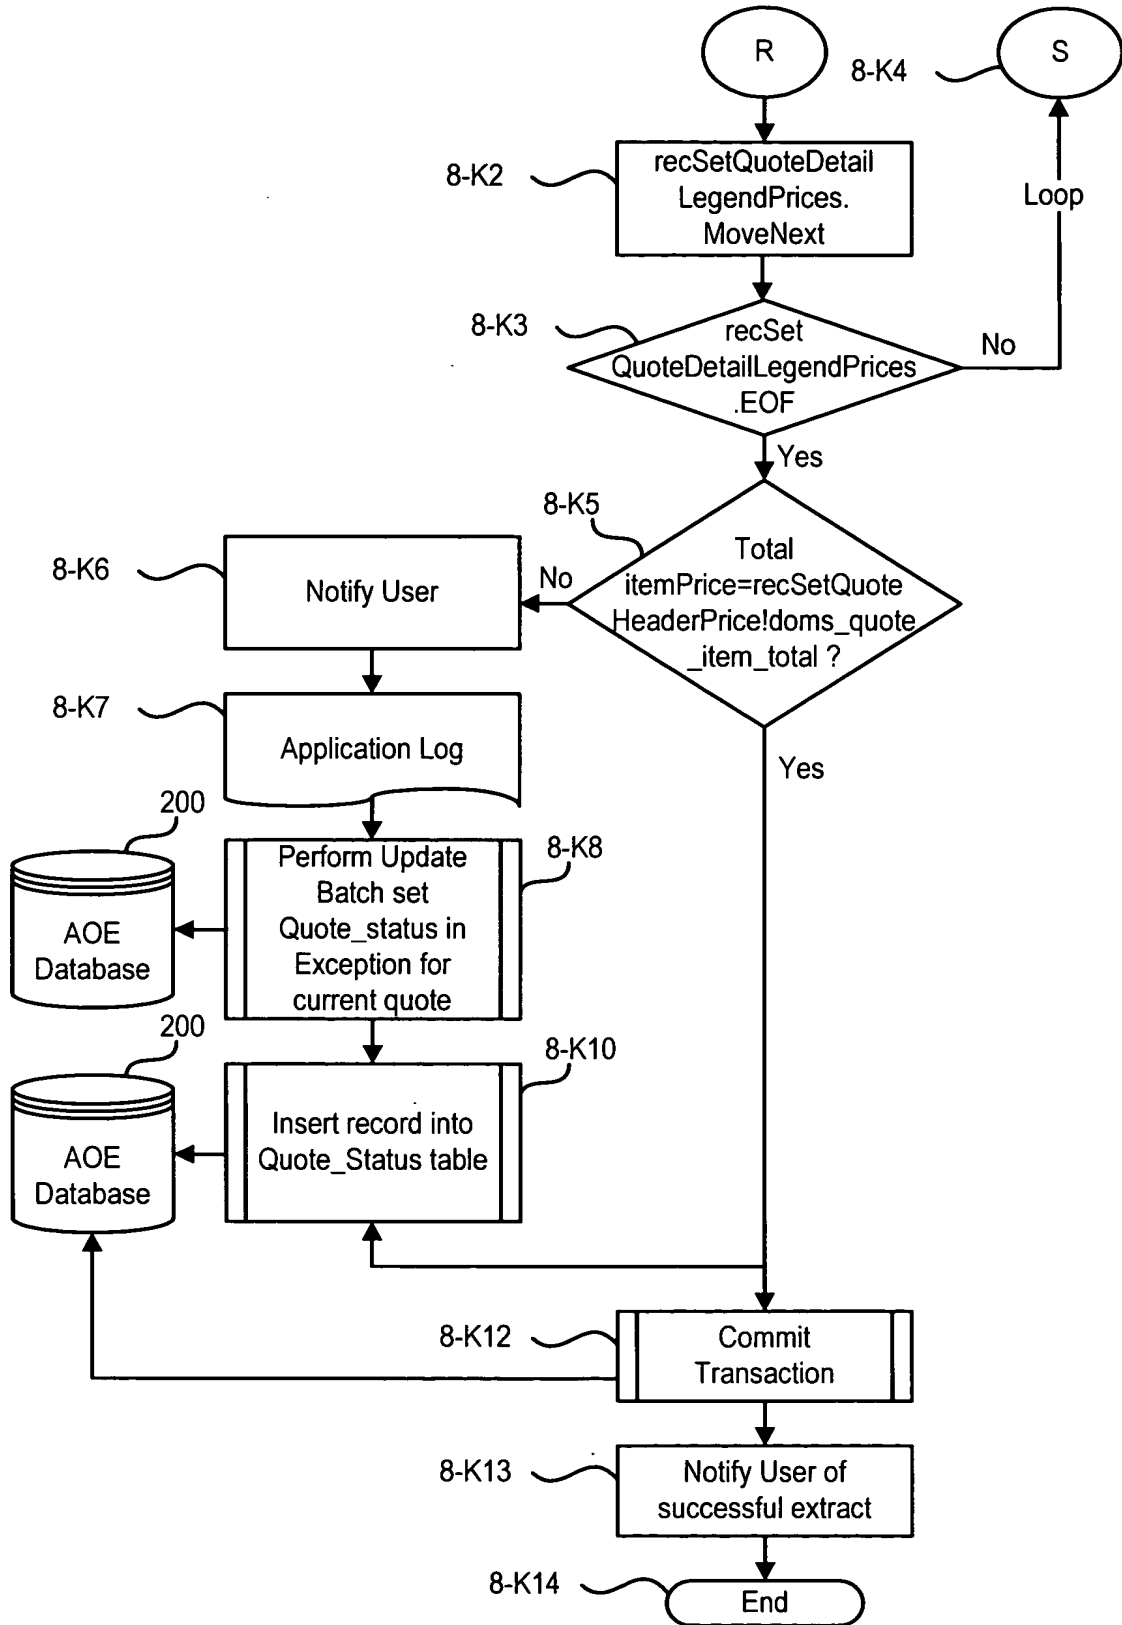 R
8-K4
S
8-K2
recSetQuoteDetail
LegendPrices.
MoveNext
Loop
8-K3
recSet
QuoteDetailLegendPrices
.EOF
No
Yes
8-K5
Total
itemPrice=recSetQuote
HeaderPrice!doms_quote
_item_total ?
No
8-K6
Notify User
8-K7
Application Log
Yes
200
AOE
Database
Perform Update
Batch set
Quote_status in
Exception for
current quote
8-K8
200
AOE
Database
Insert record into
Quote_Status table
8-K10
8-K12
Commit
Transaction
8-K13
Notify User of
successful extract
8-K14
End